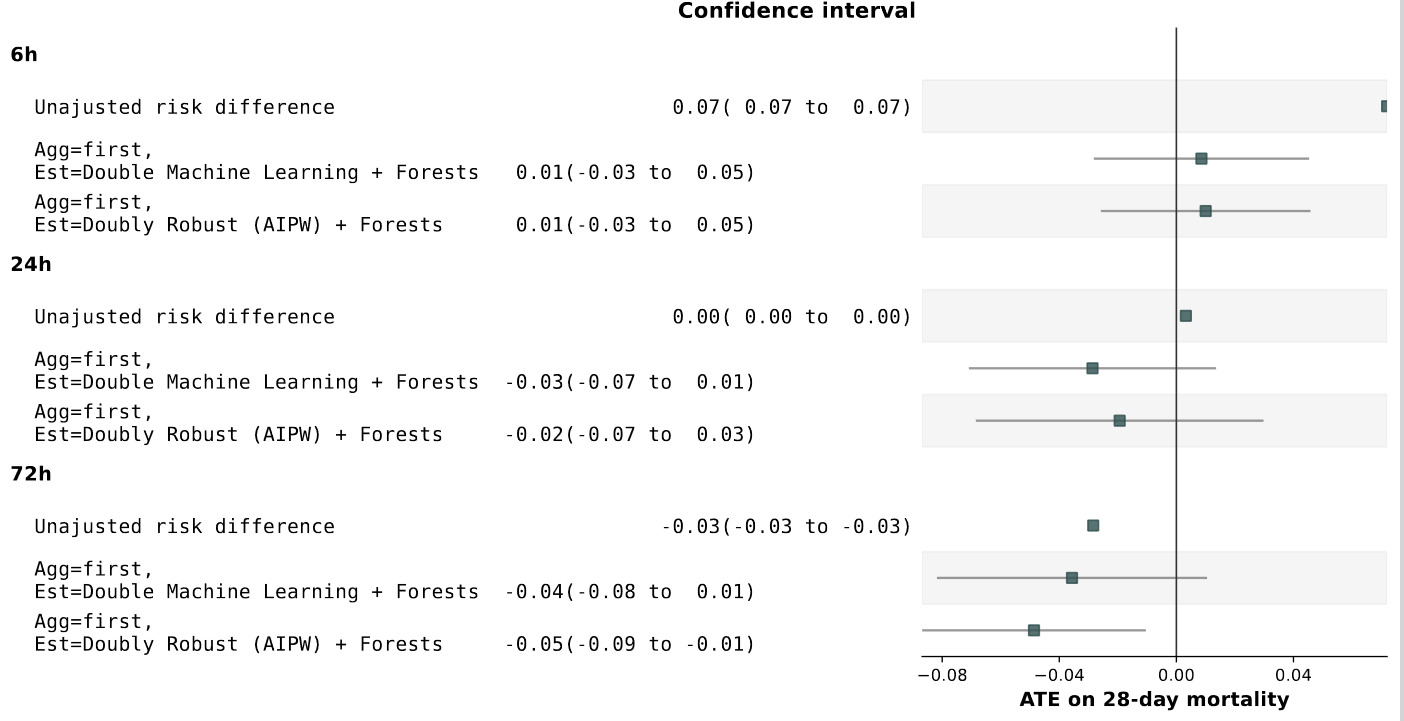 Confidence interval
6h
Unajusted risk difference 0.07( 0.07 to  0.07)
Agg=first,
Est=Double Machine Learning + Forests 0.01(-0.03 to  0.05)
Agg=first,
Est=Doubly Robust (AIPW) + Forests 0.01(-0.03 to  0.05)
24h
Unajusted risk difference 0.00( 0.00 to  0.00)
Agg=first,
Est=Double Machine Learning + Forests -0.03(-0.07 to  0.01)
Agg=first,
Est=Doubly Robust (AIPW) + Forests -0.02(-0.07 to  0.03)
72h
Unajusted risk difference -0.03(-0.03 to -0.03)
Agg=first,
Est=Double Machine Learning + Forests -0.04(-0.08 to  0.01)
Agg=first,
Est=Doubly Robust (AIPW) + Forests -0.05(-0.09 to -0.01)
−0.08 −0.04 0.00 0.04
ATE on 28-day mortality